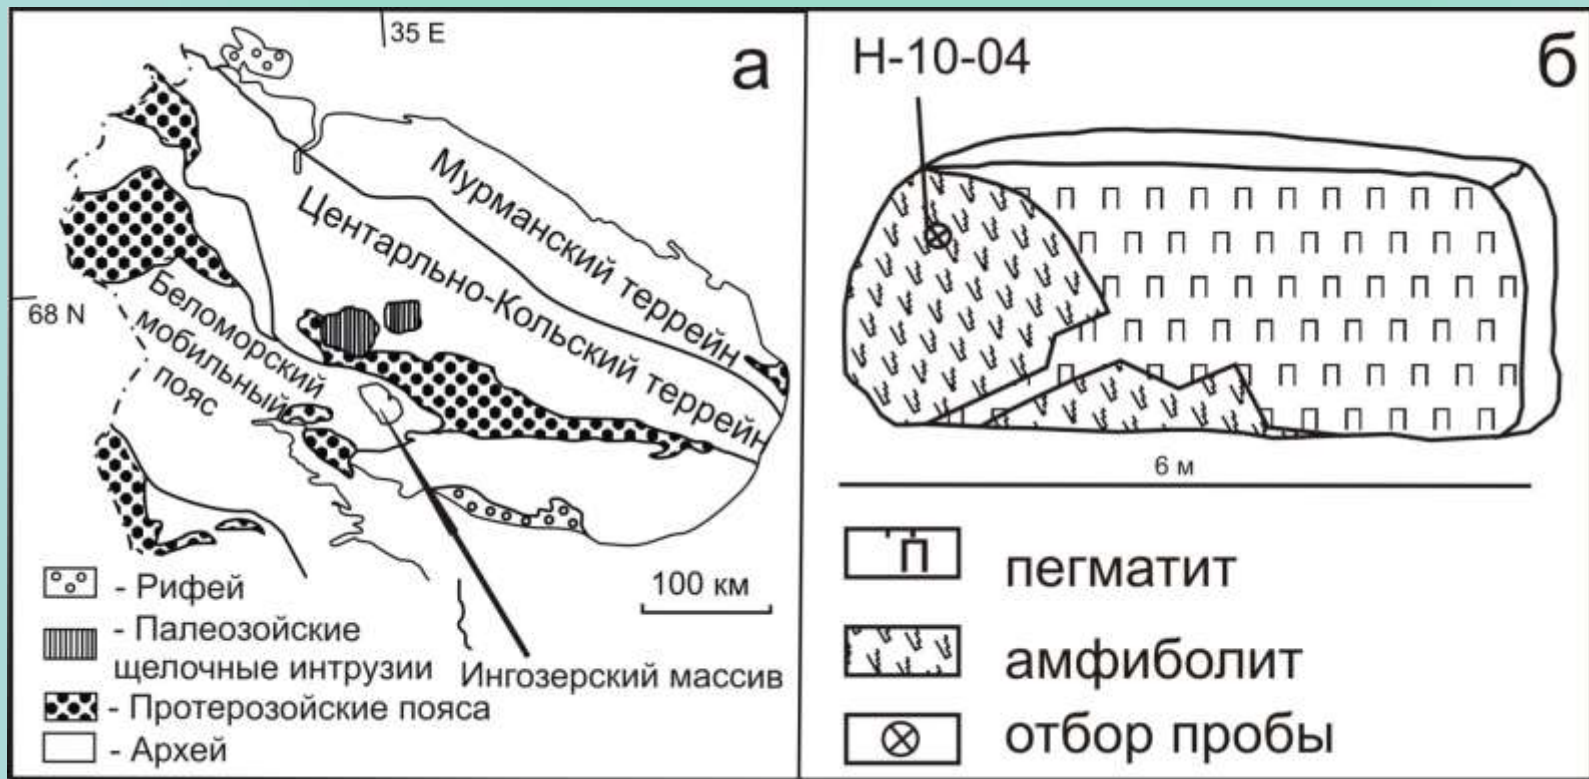 35 E
а
Мурманский террейн
Центарльно-Кольский террейн
68 N
Беломорский
мобильный
пояс
100 км
- Рифей
- Палеозойские
щелочные интрузии
Ингозерский массив
- Протерозойские пояса
- Архей
Н-10-04
б
П П П П П П П П П П П
П П П П П П П П П П
П П П П П П П П П П
П П П П П П П П П П
П П П П П П П П П П
П П П П П П П П
6 м
П
пегматит
амфиболит
отбор пробы